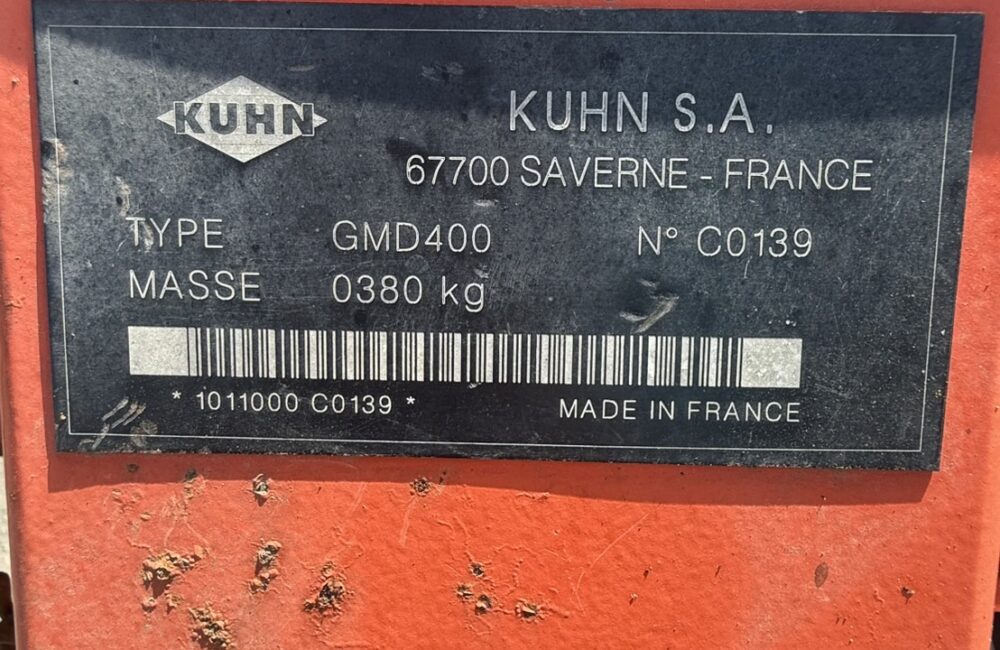 KUHN
KUHN S.A.
67700 SAVERNE - FRANCE
TYPE GMD400 N° C0139
MASSE 0380 kg
* 1011000 C0139 * MADE IN FRANCE